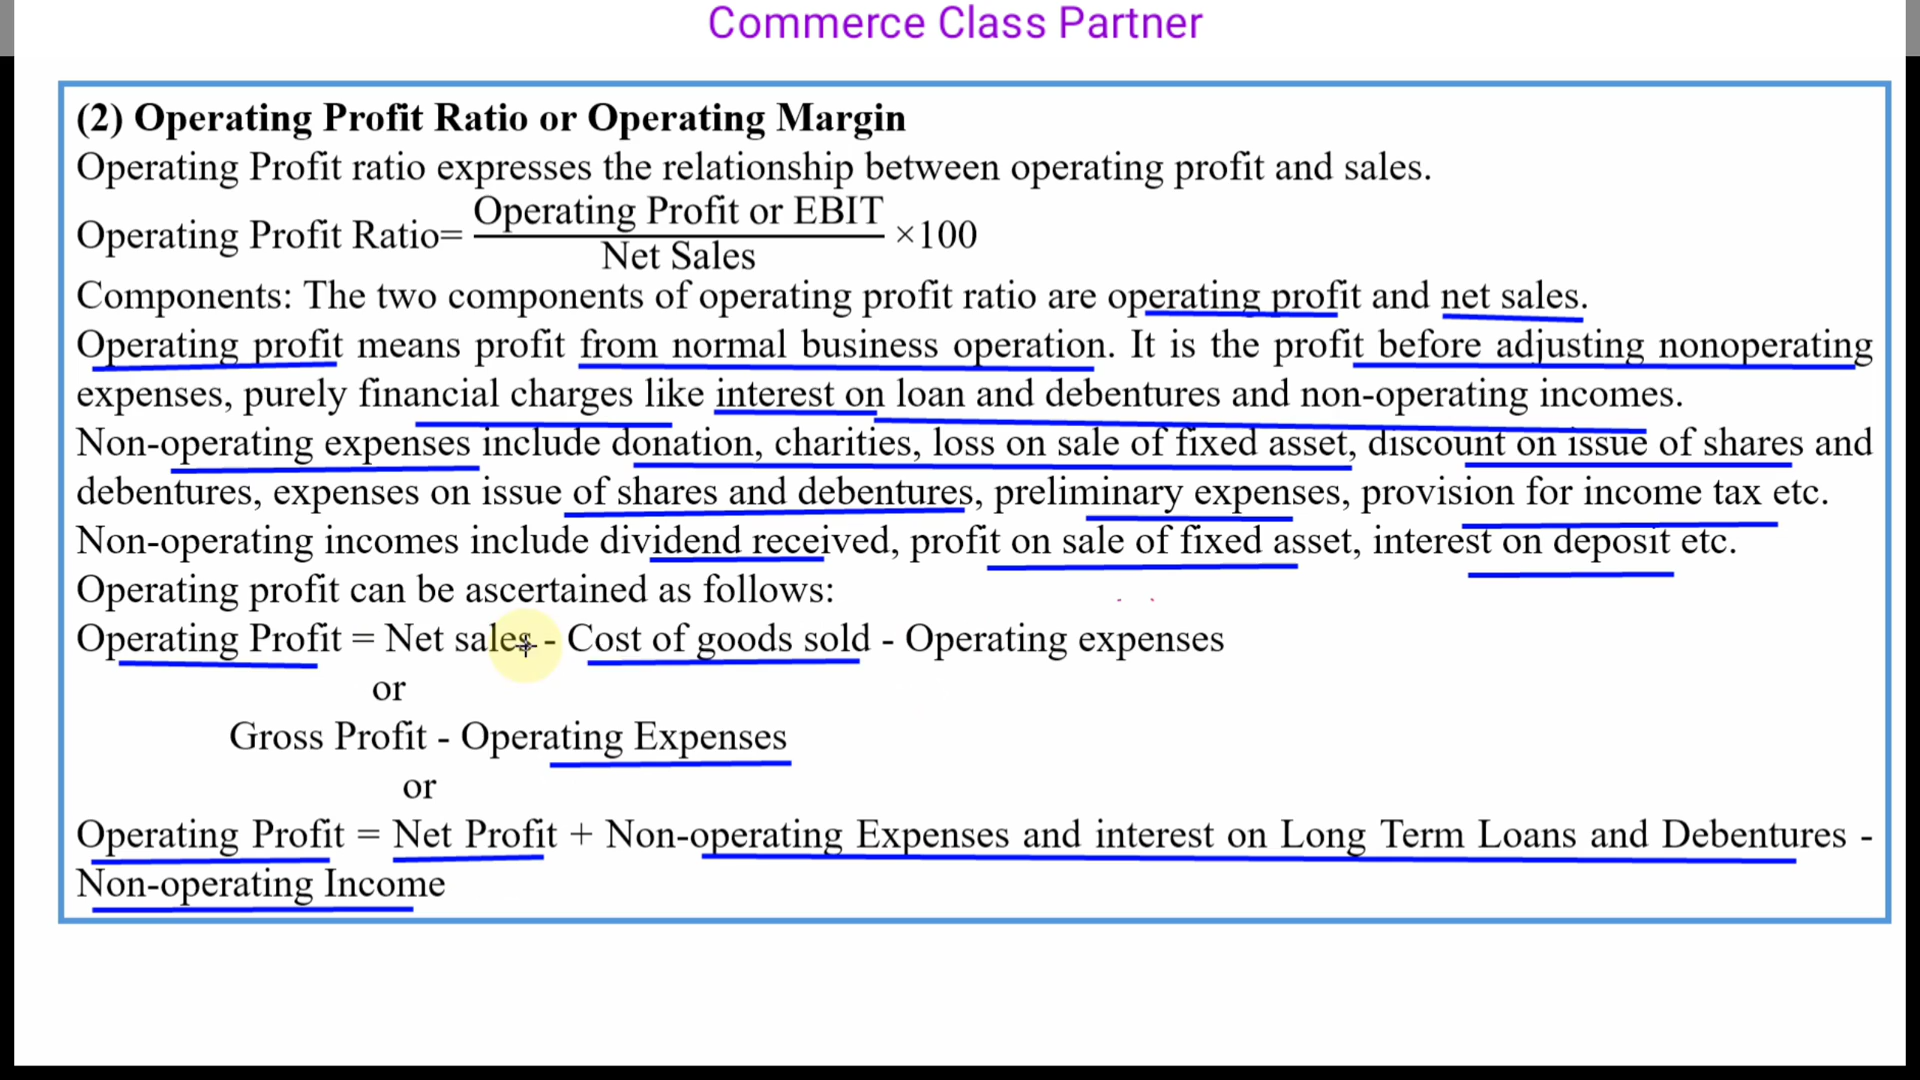 Commerce Class Partner
(2) Operating Profit Ratio or Operating Margin
Operating Profit ratio expresses the relationship between operating profit and sales.
Operating Profit Ratio= Operating Profit or EBIT / Net Sales ×100
Components: The two components of operating profit ratio are operating profit and net sales.
Operating profit means profit from normal business operation. It is the profit before adjusting nonoperating
expenses, purely financial charges like interest on loan and debentures and non-operating incomes.
Non-operating expenses include donation, charities, loss on sale of fixed asset, discount on issue of shares and
debentures, expenses on issue of shares and debentures, preliminary expenses, provision for income tax etc.
Non-operating incomes include dividend received, profit on sale of fixed asset, interest on deposit etc.
Operating profit can be ascertained as follows:
Operating Profit = Net sales - Cost of goods sold - Operating expenses
or
Gross Profit - Operating Expenses
or
Operating Profit = Net Profit + Non-operating Expenses and interest on Long Term Loans and Debentures -
Non-operating Income